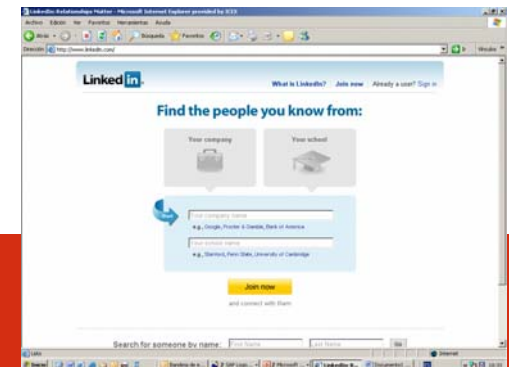 LinkedIn: Relationships Matter - Microsoft Internet Explorer provided by ICEX
Archivo Edición Ver Favoritos Herramientas Ayuda
Atrás Búsqueda Favoritos
Dirección http://www.linkedin.com/ Ir Vínculos
Linked in
What is LinkedIn? Join now Already a user? Sign in
Find the people you know from:
Your company Your school
Start
Your company name
e.g., Google, Procter & Gamble, Bank of America
Your school name
e.g., Stanford, Penn State, University of Cambridge
Join now
and connect with them
Search for someone by name: First Name Last Name Go
Listo Internet
Inicio